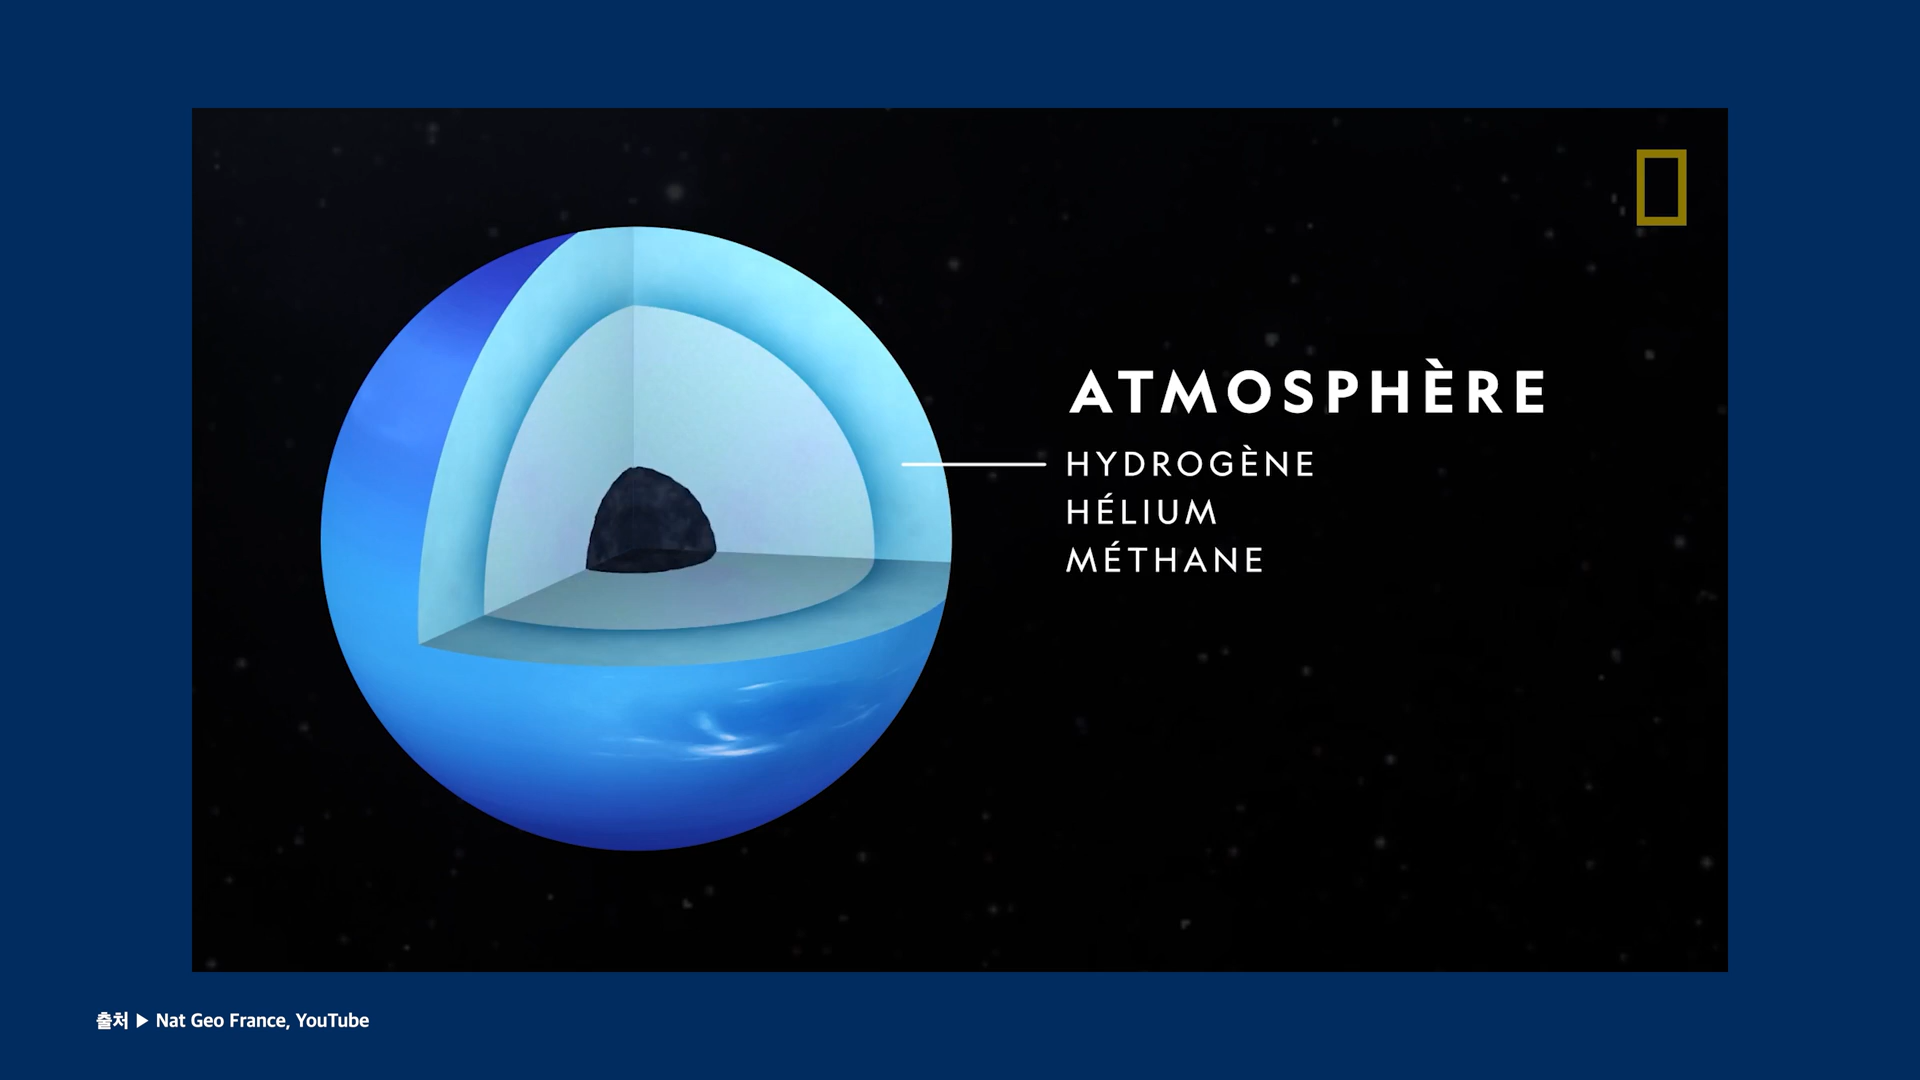 ATMOSPHÈRE
HYDROGÈNE
HÉLIUM
MÉTHANE
출처 ▶ Nat Geo France, YouTube